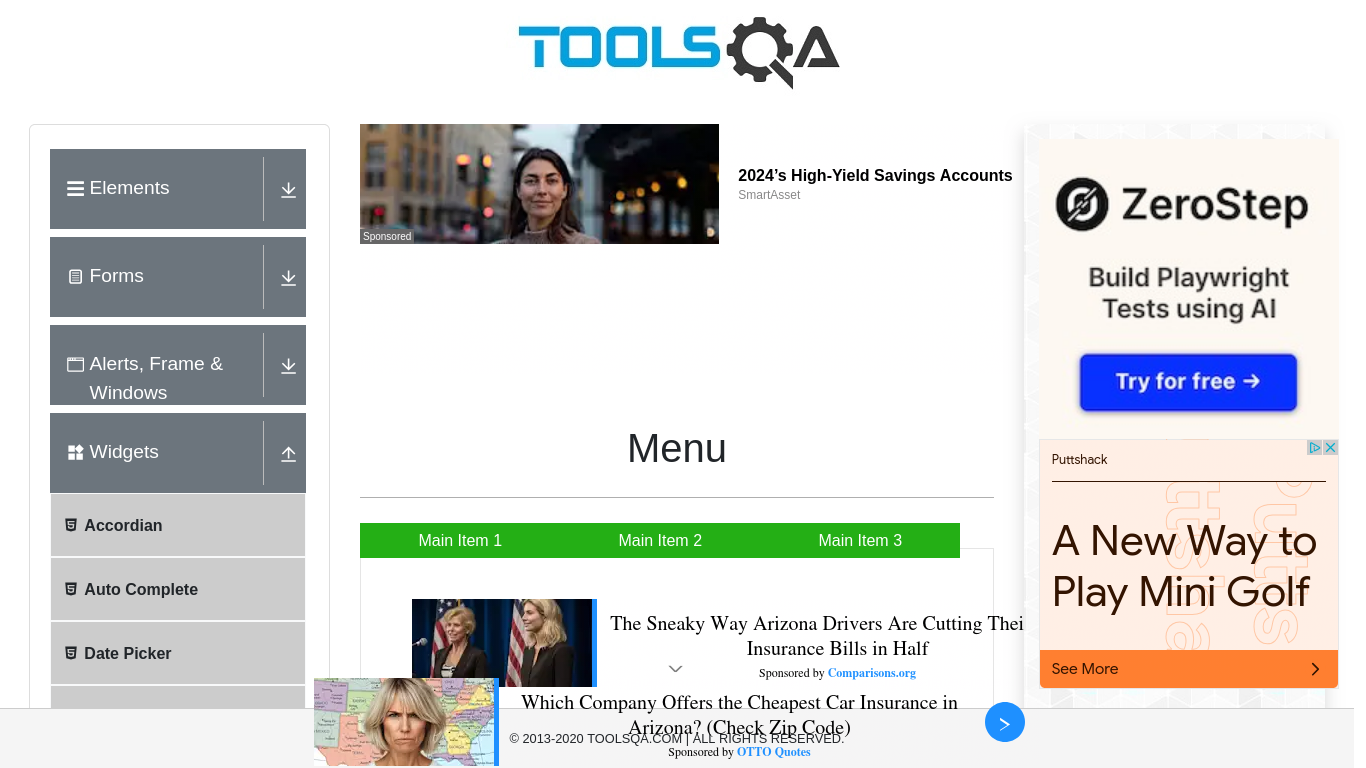 TOOLSQA
Elements
Forms
Alerts, Frame &
Windows
Widgets
Accordian
Auto Complete
Date Picker
Sponsored
2024’s High-Yield Savings Accounts
SmartAsset
Menu
Main Item 1
Main Item 2
Main Item 3
The Sneaky Way Arizona Drivers Are Cutting Thei
Insurance Bills in Half
Sponsored by Comparisons.org
Which Company Offers the Cheapest Car Insurance in
Arizona? (Check Zip Code)
Sponsored by OTTO Quotes
© 2013-2020 TOOLSQA.COM | ALL RIGHTS RESERVED.
ZeroStep
Build Playwright
Tests using AI
Try for free →
Puttshack
A New Way to
Play Mini Golf
See More